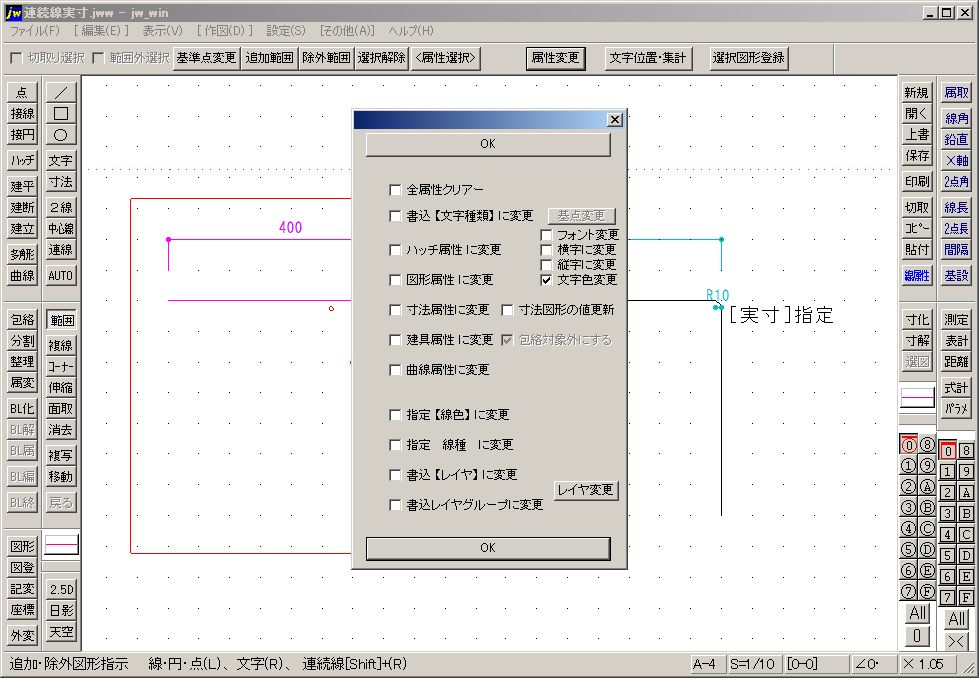 連続線実寸.jww - jw_win
ファイル(F) [編集(E)] 表示(V) [作図(D)] 設定(S) [その他(A)] ヘルプ(H)
切取り選択 範囲外選択 基準点変更 追加範囲 除外範囲 選択解除 <属性選択> 属性変更 文字位置・集計 選択図形登録
点 ／ □
接線
接円 ○
ハッチ 文字
建平 寸法
建断 2線
建立 中心線
多角形 連線
曲線 AUTO
包絡 範囲
分割 複線
整理 コーナー
属変 伸縮
BL化 面取
BL解 消去
BL属 複写
BL編 移動
BL終 戻る
図形
図登
記変 2.5D
座標 日影
外変 天空
400
OK
全属性クリアー
書込【文字種類】に変更 基点変更
フォント変更
ハッチ属性に変更 横字に変更
縦字に変更
図形属性に変更 文字色変更
寸法属性に変更 寸法図形の値更新
建具属性に変更 包絡対象外にする
曲線属性に変更
指定【線色】に変更
指定 線種 に変更
書込【レイヤ】に変更
レイヤ変更
書込レイヤグループに変更
OK
R10
[実寸]指定
新規 属取
開く 線角
上書 鉛直
保存 X軸
印刷 2点角
切取 線長
コピー 2点長
貼付 間隔
線属性 基設
寸化 測定
寸解 表計
選図 距離
式計
パラメ
0 8 0 8
1 9 1 9
2 A 2 A
3 B 3 B
4 C 4 C
5 D 5 D
6 E 6 E
7 F 7 F
All All
0 ><
追加・除外図形指示 線・円・点(L)、文字(R)、連続線[Shift]+(R) A-4 S=1/10 [0-0] ∠0° × 1.05